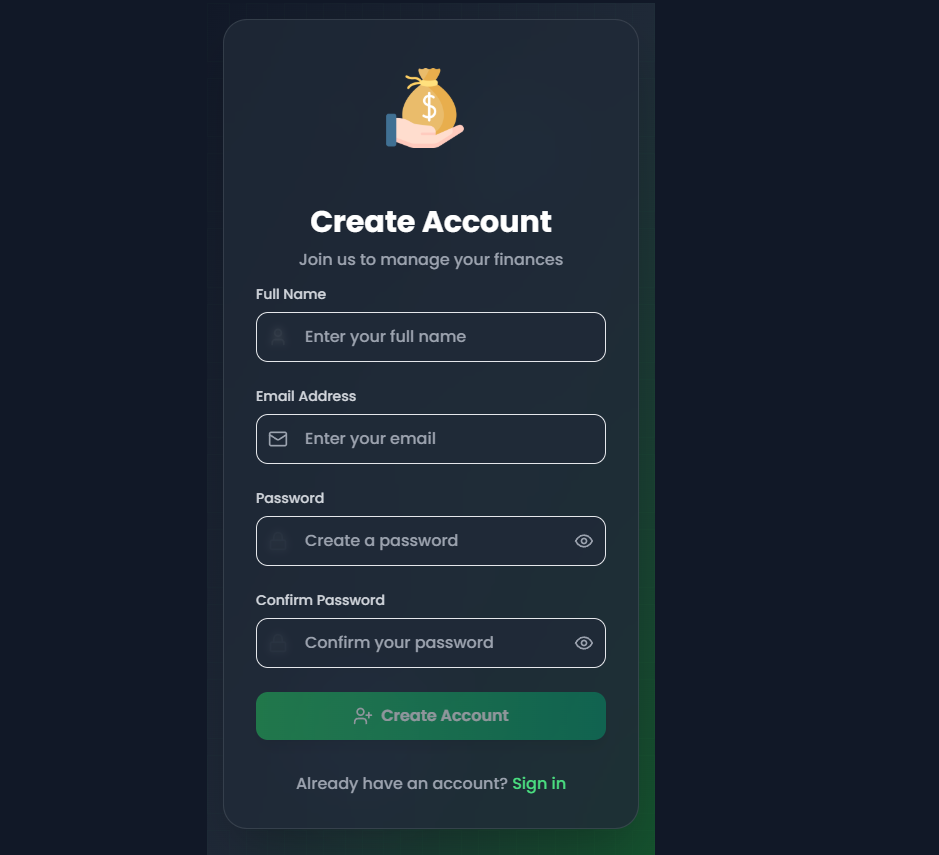 $
Create Account
Join us to manage your finances
Full Name
Enter your full name
Email Address
Enter your email
Password
Create a password
Confirm Password
Confirm your password
Create Account
Already have an account? Sign in